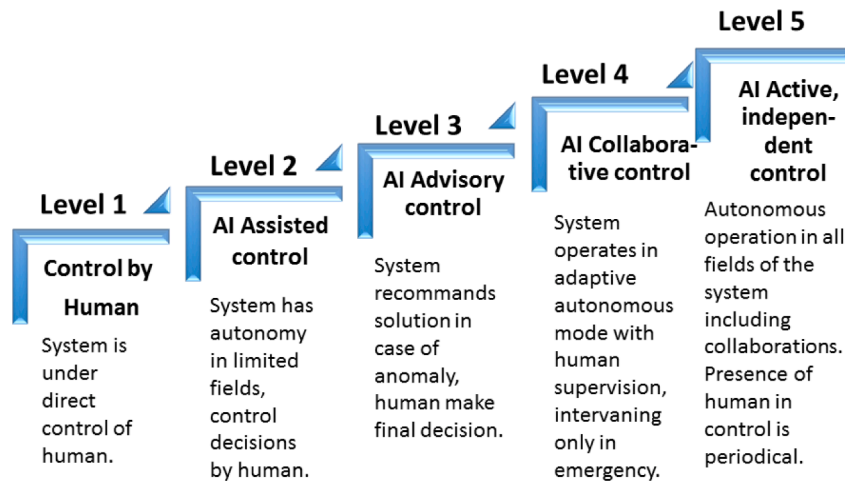 Level 1
Control by
Human
System is
under
direct
control of
human.
Level 2
AI Assisted
control
System has
autonomy
in limited
fields,
control
decisions
by human.
Level 3
AI Advisory
control
System
recommands
solution in
case of
anomaly,
human make
final decision.
Level 4
AI Collabora-
tive control
System
operates in
adaptive
autonomous
mode with
human
supervision,
intervaning
only in
emergency.
Level 5
AI Active,
indepen-
dent
control
Autonomous
operation in all
fields of the
system
including
collaborations.
Presence of
human in
control is
periodical.